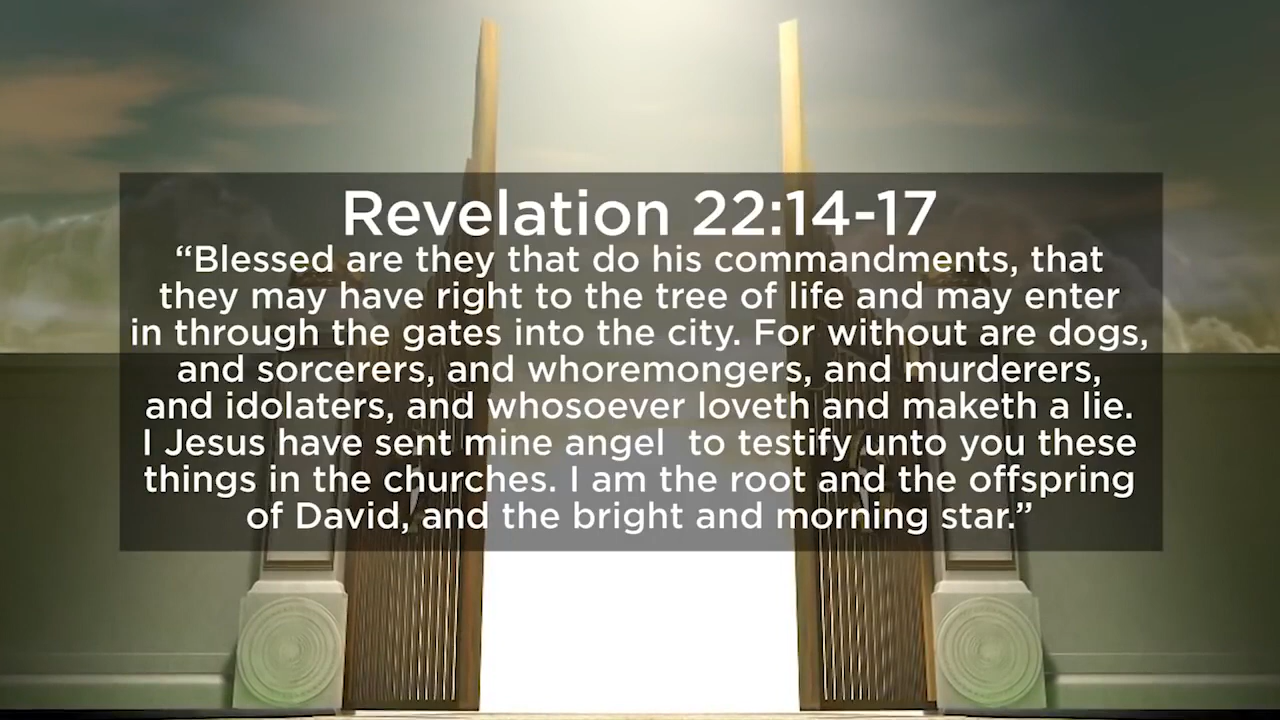 Revelation 22:14-17
“Blessed are they that do his commandments, that
they may have right to the tree of life and may enter
in through the gates into the city. For without are dogs,
and sorcerers, and whoremongers, and murderers,
and idolaters, and whosoever loveth and maketh a lie.
I Jesus have sent mine angel  to testify unto you these
things in the churches. I am the root and the offspring
of David, and the bright and morning star.”